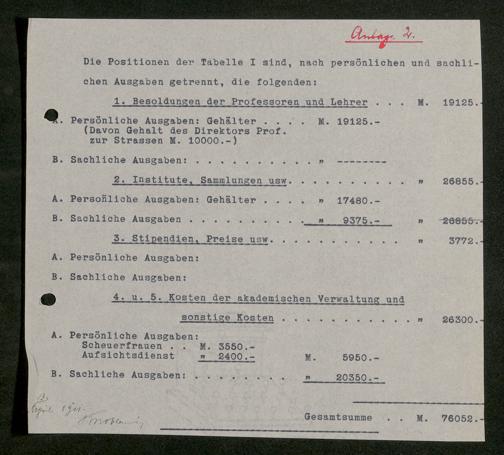 Anlage 2.
Die Positionen der Tabelle I sind, nach persönlichen und sachli-
chen Ausgaben getrennt, die folgenden:
1. Besoldungen der Professoren und Lehrer . . . M. 19125.-
A. Persönliche Ausgaben: Gehälter . . . . M. 19125.-
(Davon Gehalt des Direktors Prof.
zur Strassen M. 10000.-)
B. Sachliche Ausgaben: . . . . . . . . . . " --------
2. Institute, Sammlungen usw. . . . . . . . . . . " 26855.-
A. Persönliche Ausgaben: Gehälter . . . . " 17480.-
B. Sachliche Ausgaben . . . . . . . . . . " 9375.- " 26855.-
3. Stipendien, Preise usw. . . . . . . . . . . . " 3772.-
A. Persönliche Ausgaben:
B. Sachliche Ausgaben:
4. u. 5. Kosten der akademischen Verwaltung und
sonstige Kosten . . . . . . . . . . . " 26300.-
A. Persönliche Ausgaben:
Scheuerfrauen . . M. 3550.-
Aufsichtsdienst " 2400.- M. 5950.-
B. Sachliche Ausgaben: . . . . . . . . . . " 20350.-
Gesamtsumme . . M. 76052.-